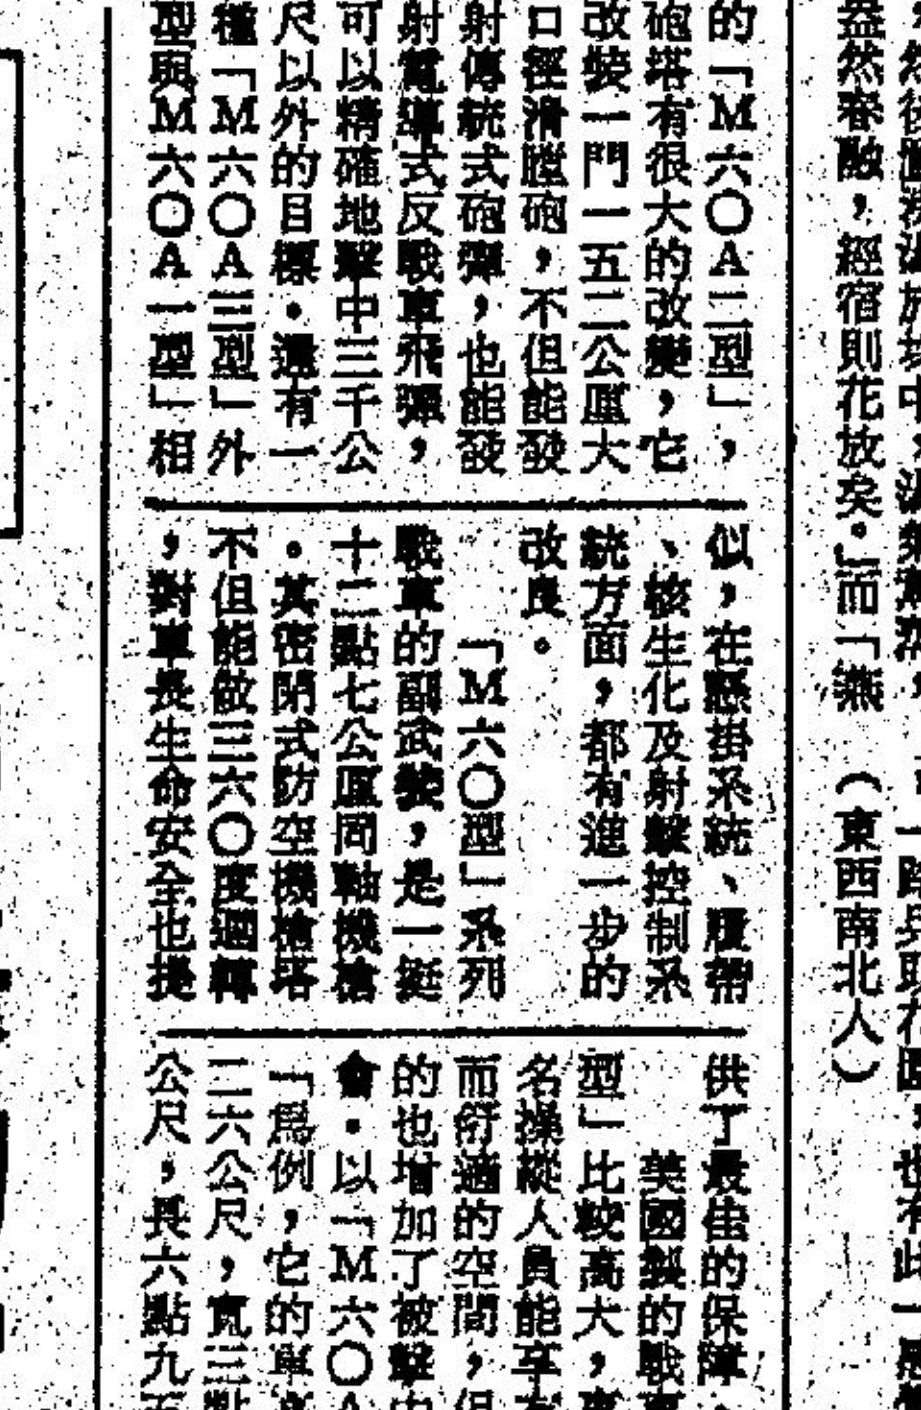 盎然春融，經宿則花放矣。」而「燕
（東西南北人）
的「M六〇A二型」，
砲塔有很大的改變，它
改裝一門一五二公厘大
口徑滑膛砲，不但能發
射傳統式砲彈，也能發
射電導式反戰車飛彈，
可以精確地擊中三千公
尺以外的目標。還有一
種「M六〇A三型」外
型與M六〇A一型」相
似，在懸掛系統、履帶
、核生化及射擊控制系
統方面，都有進一步的
改良。
「M六〇型」系列
戰車的副武裝，是一挺
十二點七公厘同軸機槍
。其密閉式防空機槍塔
不但能做三六〇度迴轉
，對車長生命安全也提
供了最佳的保障
美國製的戰車
型」比較高大，
名操縱人員能享有
而舒適的空間，但
的也增加了被擊中
會。以「M六〇A
「爲例，它的車
二六公尺，寬三點
公尺，長六點九五